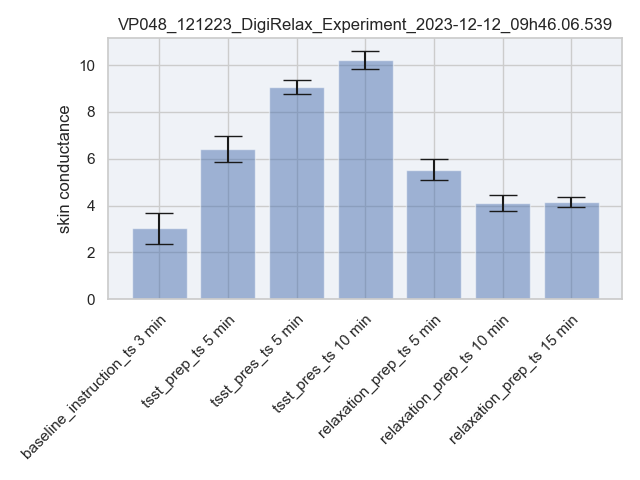 VP048_121223_DigiRelax_Experiment_2023-12-12_09h46.06.539
skin conductance
10
8
6
4
2
0
baseline_instruction_ts 3 min
tsst_prep_ts 5 min
tsst_pres_ts 5 min
tsst_pres_ts 10 min
relaxation_prep_ts 5 min
relaxation_prep_ts 10 min
relaxation_prep_ts 15 min